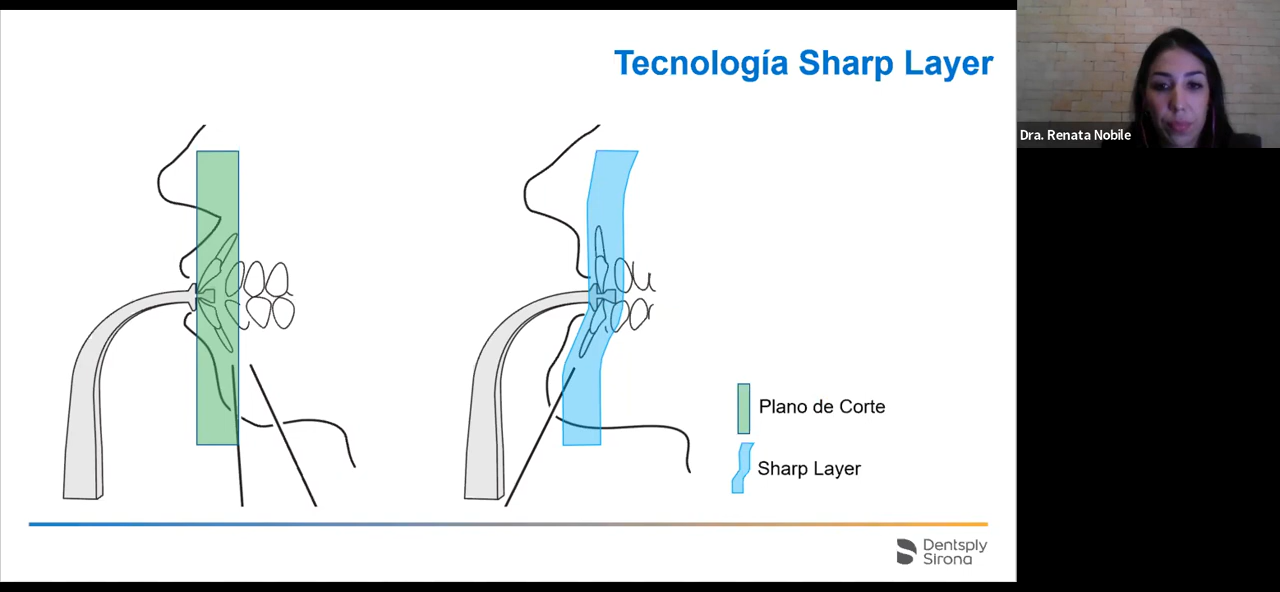 Tecnología Sharp Layer
Dra. Renata Nobile
Plano de Corte
Sharp Layer
Dentsply
Sirona